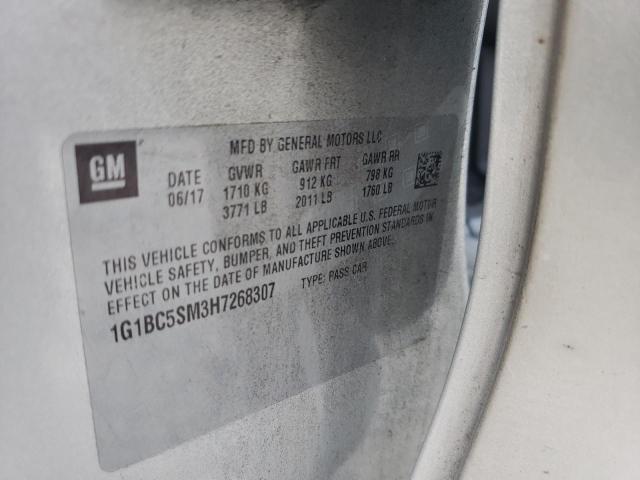 MFD BY GENERAL MOTORS LLC
GM
DATE GVWR GAWR FRT GAWR RR
06/17 1710 KG 912 KG 798 KG
3771 LB 2011 LB 1760 LB
THIS VEHICLE CONFORMS TO ALL APPLICABLE U.S. FEDERAL MOTOR
VEHICLE SAFETY, BUMPER, AND THEFT PREVENTION STANDARDS IN
EFFECT ON THE DATE OF MANUFACTURE SHOWN ABOVE.
1G1BC5SM3H7268307 TYPE: PASS CAR